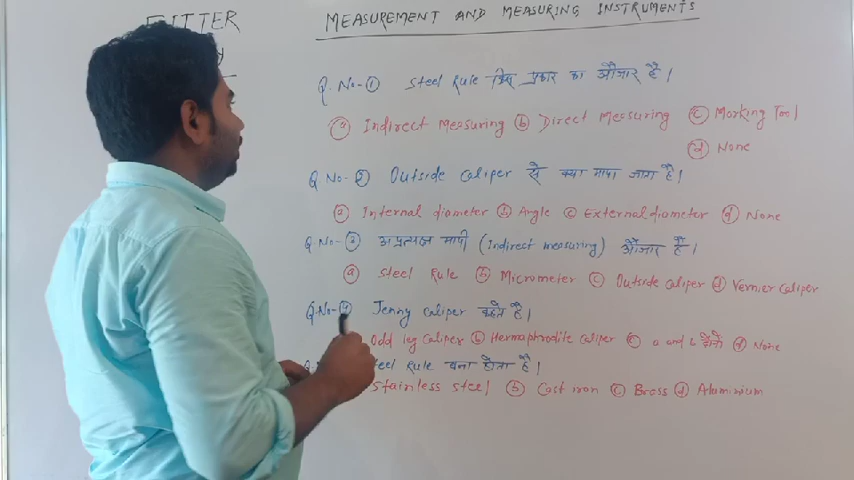 FITTER
MEASUREMENT AND MEASURING INSTRUMENTS
Q. No-① Steel Rule किस प्रकार का औजार है।
ⓐ Indirect Measuring ⓑ Direct Measuring ⓒ Marking Tool
ⓓ None
Q No-② Outside Caliper से क्या मापा जाता है।
ⓐ Internal diameter ⓑ Angle ⓒ External diameter ⓓ None
Q No-③ अप्रत्यक्ष मापी (Indirect measuring) औजार है।
ⓐ Steel Rule ⓑ Micrometer ⓒ Outside caliper ⓓ Vernier Caliper
Q.No-④ Jenny caliper कहते है।
Odd leg Caliper ⓑ Hermaphrodite caliper ⓒ a and b दोनो ⓓ None
Steel Rule बना होता है।
Stainless steel ⓑ Cast iron ⓒ Brass ⓓ Aluminium